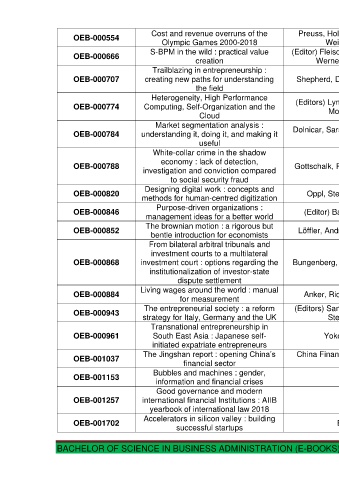 OEB-000554 Cost and revenue overruns of the Preuss, Hol
Olympic Games 2000-2018 Wei
OEB-000666 S-BPM in the wild : practical value (Editor) Fleisc
creation Werne
OEB-000707 Trailblazing in entrepreneurship : Shepherd, D
creating new paths for understanding
the field
OEB-000774 Heterogeneity, High Performance (Editors) Lyn
Computing, Self-Organization and the Mo
Cloud
OEB-000784 Market segmentation analysis : Dolnicar, Sar
understanding it, doing it, and making it
useful
OEB-000788 White-collar crime in the shadow Gottschalk, P
economy : lack of detection,
investigation and conviction compared
to social security fraud
OEB-000820 Designing digital work : concepts and Oppl, Ste
methods for human-centred digitization
OEB-000846 Purpose-driven organizations : (Editor) Ba
management ideas for a better world
OEB-000852 The brownian motion : a rigorous but Löffler, And
bentle introduction for economists
OEB-000868 From bilateral arbitral tribunals and Bungenberg,
investment courts to a multilateral
investment court : options regarding the
institutionalization of investor-state
dispute settlement
OEB-000884 Living wages around the world : manual Anker, Ric
for measurement
OEB-000943 The entrepreneurial society : a reform (Editors) San
strategy for Italy, Germany and the UK Ste
OEB-000961 Transnational entrepreneurship in Yoko
South East Asia : Japanese self-
initiated expatriate entrepreneurs
OEB-001037 The Jingshan report : opening China's China Finan
financial sector
OEB-001153 Bubbles and machines : gender,
information and financial crises
OEB-001257 Good governance and modern
international financial Institutions : AIIB
yearbook of international law 2018
OEB-001702 Accelerators in silicon valley : building
successful startups
BACHELOR OF SCIENCE IN BUSINESS ADMINISTRATION (E-BOOKS)